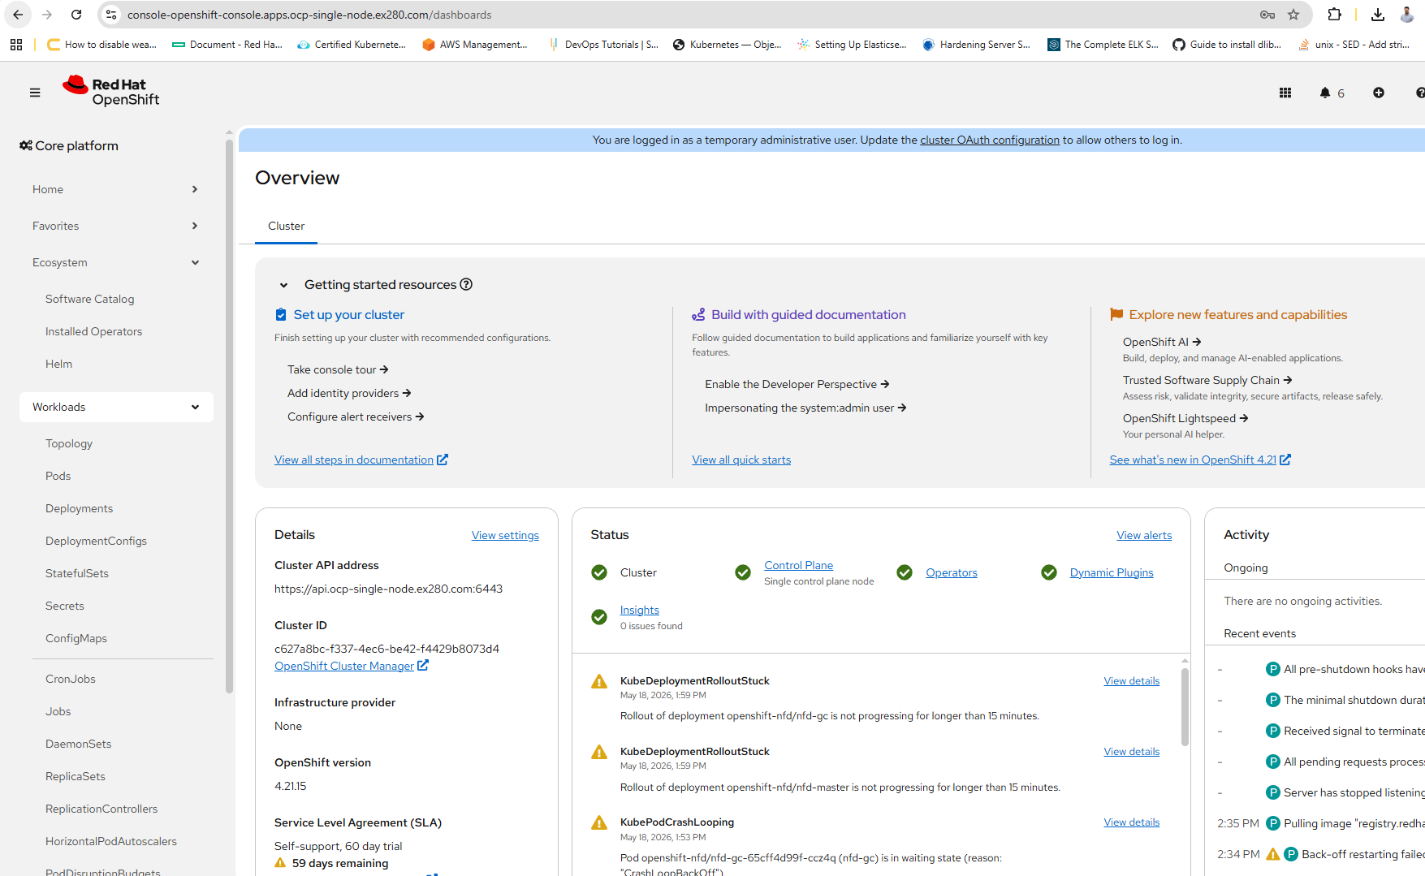 console-openshift-console.apps.ocp-single-node.ex280.com/dashboards
How to disable wea...
Document - Red Ha...
Certified Kubernete...
AWS Management...
DevOps Tutorials | S...
Kubernetes — Obje...
Setting Up Elasticse...
Hardening Server S...
The Complete ELK S...
Guide to install dlib...
unix - SED - Add stri...
Red Hat
OpenShift
6
Core platform
Home
Favorites
Ecosystem
Software Catalog
Installed Operators
Helm
Workloads
Topology
Pods
Deployments
DeploymentConfigs
StatefulSets
Secrets
ConfigMaps
CronJobs
Jobs
DaemonSets
ReplicaSets
ReplicationControllers
HorizontalPodAutoscalers
PodDisruptionBudgets
You are logged in as a temporary administrative user. Update the cluster OAuth configuration to allow others to log in.
Overview
Cluster
Getting started resources
Set up your cluster
Finish setting up your cluster with recommended configurations.
Take console tour
Add identity providers
Configure alert receivers
View all steps in documentation
Build with guided documentation
Follow guided documentation to build applications and familiarize yourself with key
features.
Enable the Developer Perspective
Impersonating the system:admin user
View all quick starts
Explore new features and capabilities
OpenShift AI
Build, deploy, and manage AI-enabled applications.
Trusted Software Supply Chain
Assess risk, validate integrity, secure artifacts, release safely.
OpenShift Lightspeed
Your personal AI helper.
See what's new in OpenShift 4.21
Details
View settings
Cluster API address
https://api.ocp-single-node.ex280.com:6443
Cluster ID
c627a8bc-f337-4ec6-be42-f4429b8073d4
OpenShift Cluster Manager
Infrastructure provider
None
OpenShift version
4.21.15
Service Level Agreement (SLA)
Self-support, 60 day trial
59 days remaining
Status
View alerts
Cluster
Control Plane
Single control plane node
Operators
Dynamic Plugins
Insights
0 issues found
KubeDeploymentRolloutStuck
View details
May 18, 2026, 1:59 PM
Rollout of deployment openshift-nfd/nfd-gc is not progressing for longer than 15 minutes.
KubeDeploymentRolloutStuck
View details
May 18, 2026, 1:59 PM
Rollout of deployment openshift-nfd/nfd-master is not progressing for longer than 15 minutes.
KubePodCrashLooping
View details
May 18, 2026, 1:53 PM
Pod openshift-nfd/nfd-gc-65cff4d99f-ccz4q (nfd-gc) is in waiting state (reason:
"CrashLoopBackOff")
Activity
Ongoing
There are no ongoing activities.
Recent events
- P All pre-shutdown hooks have
- P The minimal shutdown durat
- P Received signal to terminate
- P All pending requests process
- P Server has stopped listening
2:35 PM P Pulling image "registry.redha
2:34 PM P Back-off restarting failed